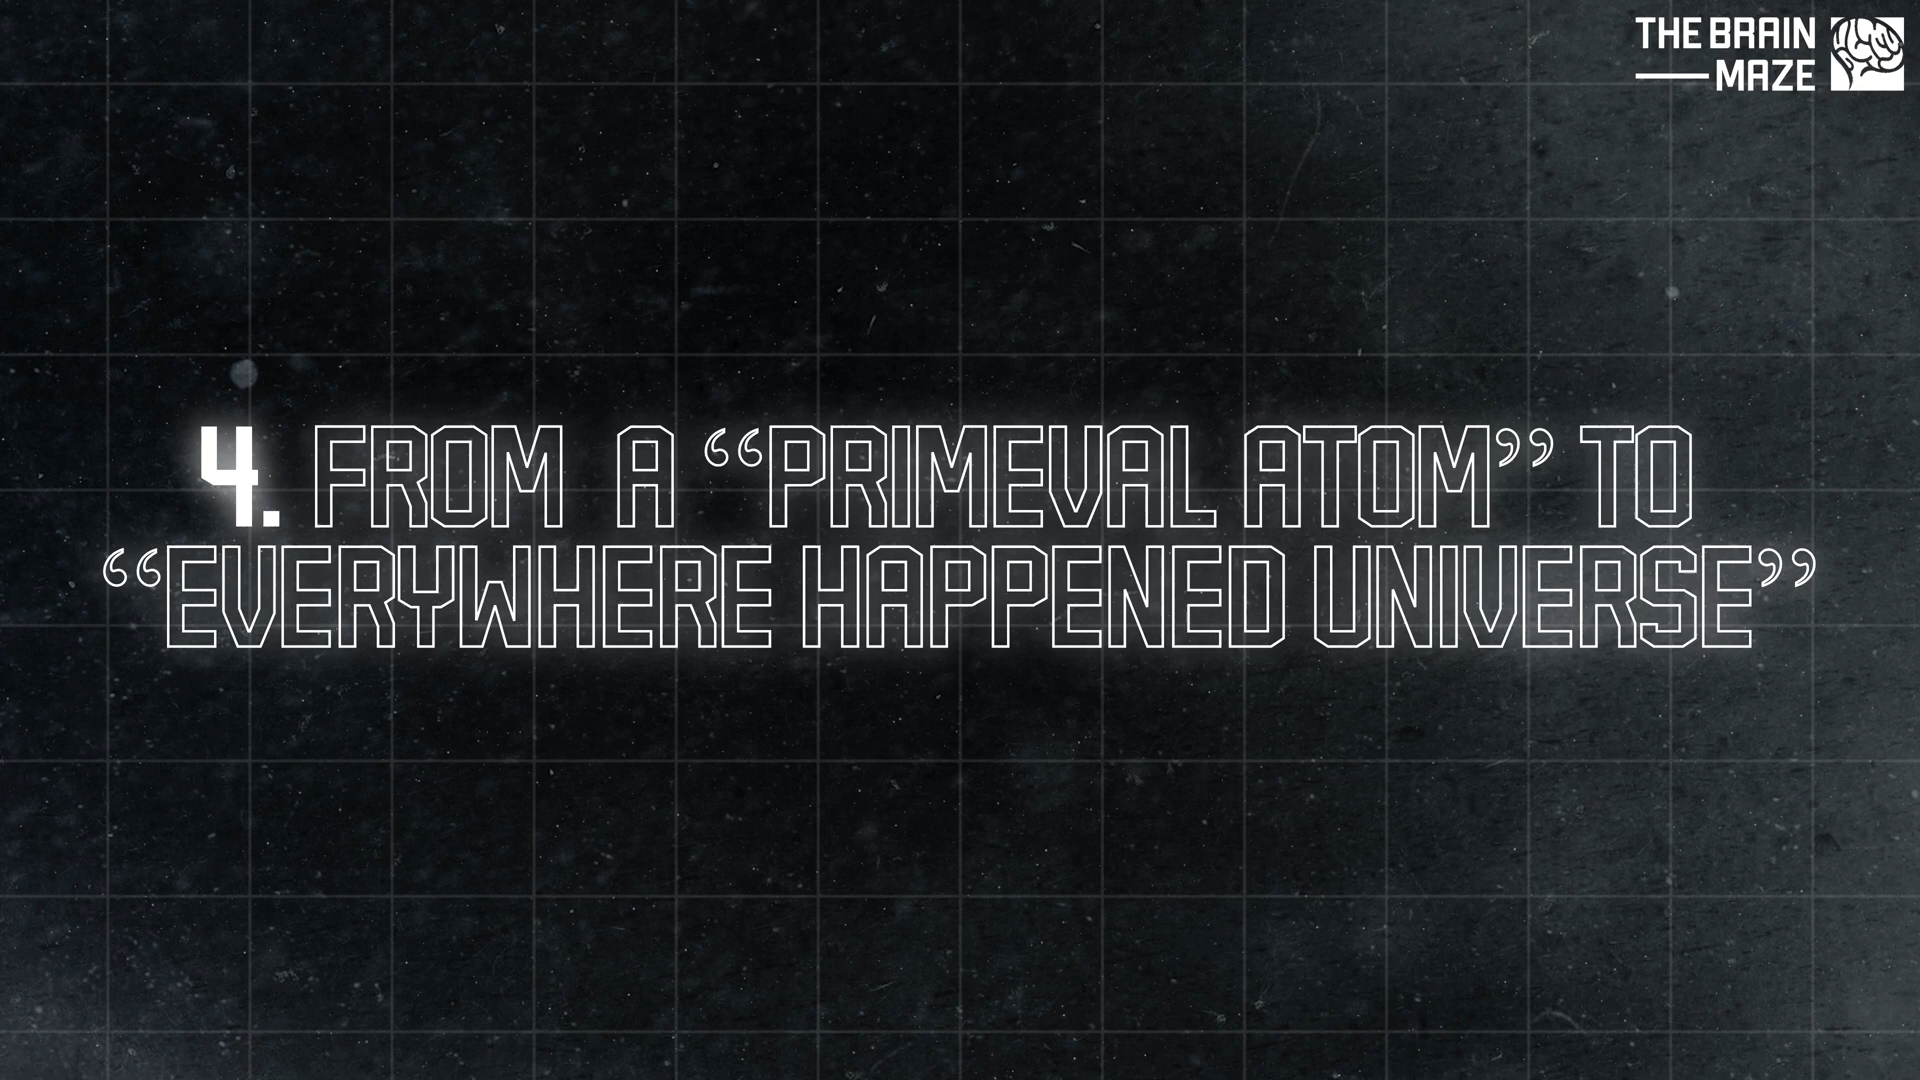 THE BRAIN
MAZE
4. FROM A “PRIMEVAL ATOM” TO
“EVERYWHERE HAPPENED UNIVERSE”